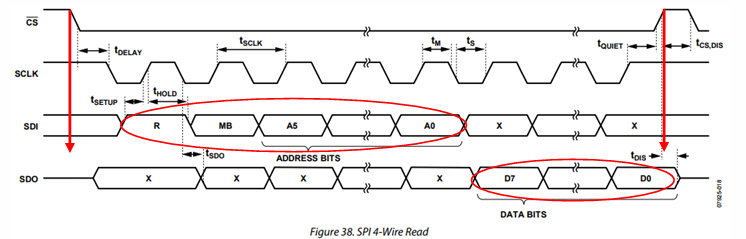 CS
tDELAY
tSCLK
tM
tS
tQUIET
tCS,DIS
SCLK
tSETUP
tHOLD
SDI
R
MB
A5
A0
X
X
tSDO
ADDRESS BITS
tDIS
SDO
X
X
X
X
D7
D0
DATA BITS
07925-018
Figure 38. SPI 4-Wire Read